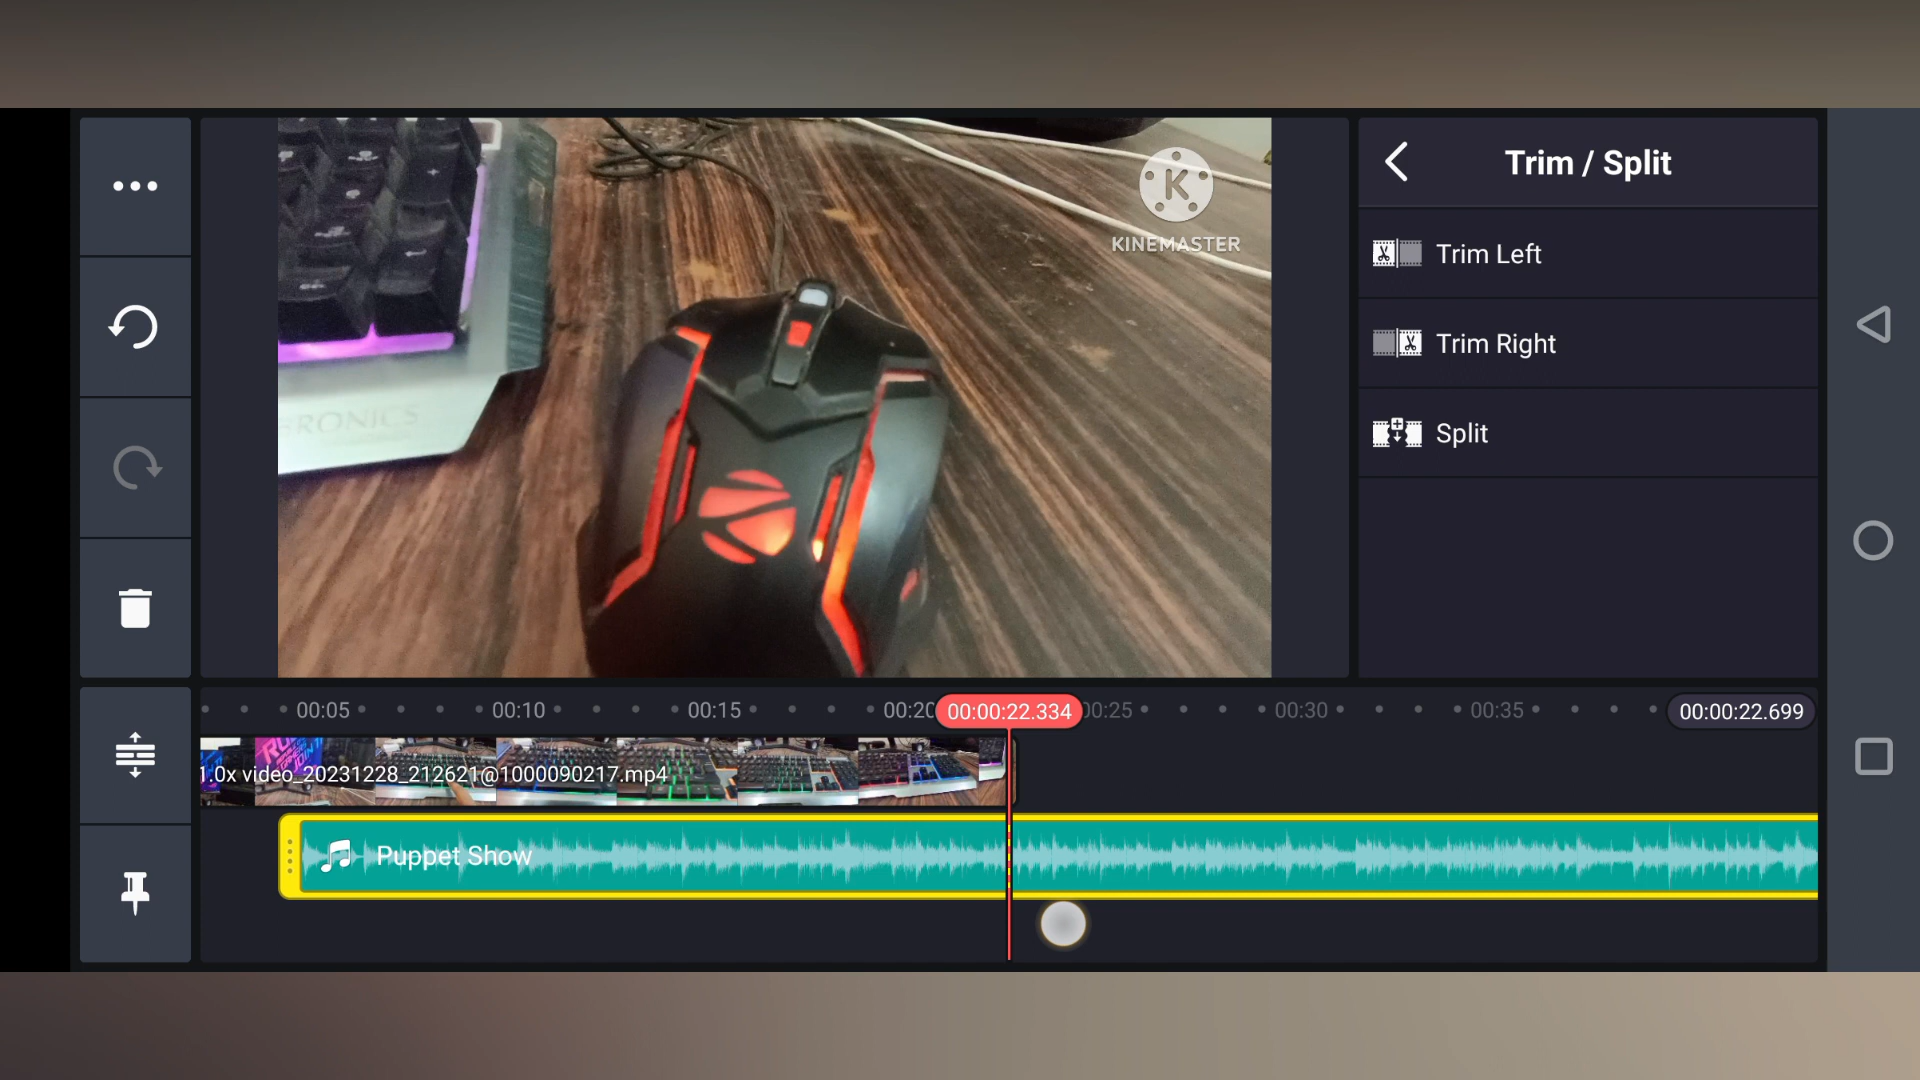 K
KINEMASTER
Trim / Split
Trim Left
Trim Right
Split
RONICS
00:05
00:10
00:15
00:20
00:00:22.334
00:25
00:30
00:35
00:00:22.699
1.0x video_20231228_212621@1000090217.mp4
Puppet Show